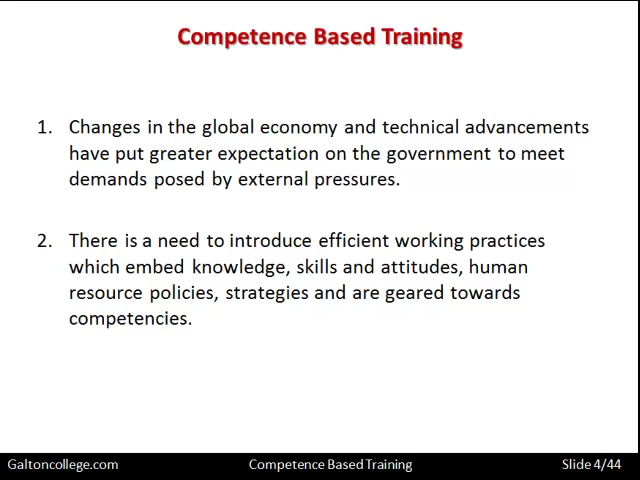 Competence Based Training
1. Changes in the global economy and technical advancements
have put greater expectation on the government to meet
demands posed by external pressures.
2. There is a need to introduce efficient working practices
which embed knowledge, skills and attitudes, human
resource policies, strategies and are geared towards
competencies.
Galtoncollege.com Competence Based Training Slide 4/44